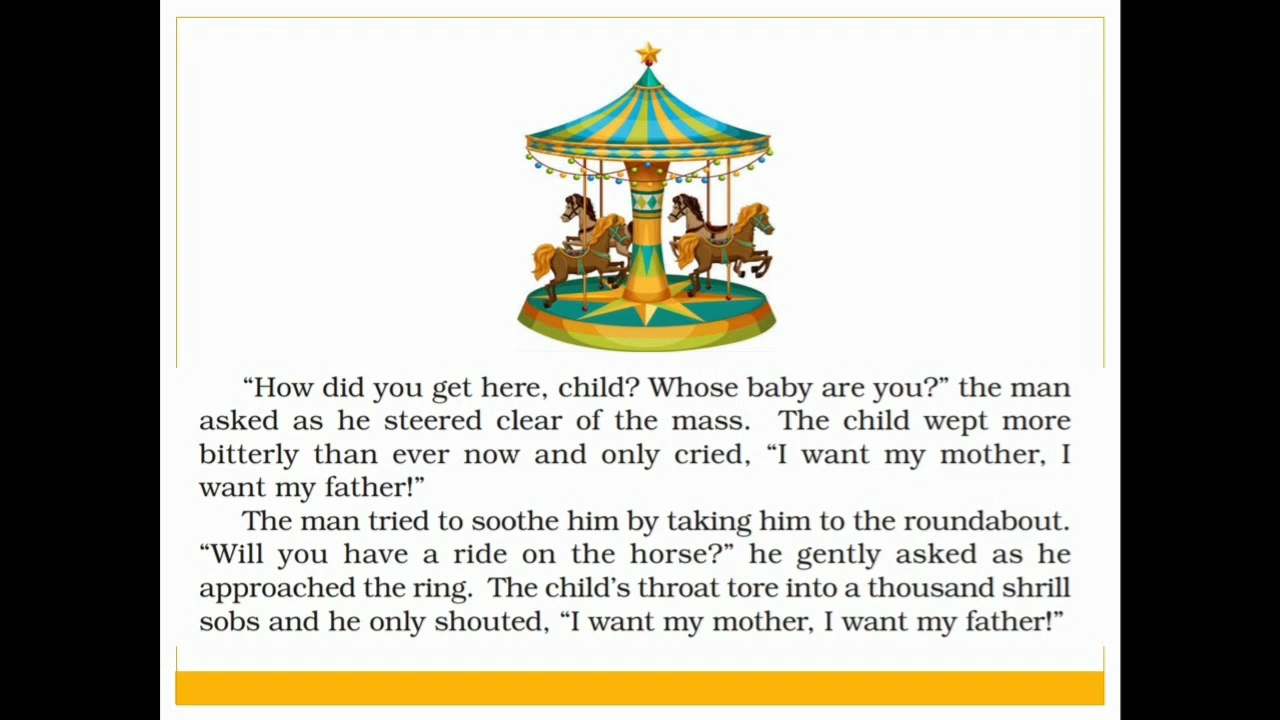 “How did you get here, child? Whose baby are you?” the man
asked as he steered clear of the mass. The child wept more
bitterly than ever now and only cried, “I want my mother, I
want my father!”
The man tried to soothe him by taking him to the roundabout.
“Will you have a ride on the horse?” he gently asked as he
approached the ring. The child’s throat tore into a thousand shrill
sobs and he only shouted, “I want my mother, I want my father!”